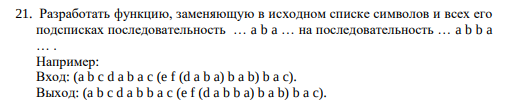 21. Разработать функцию, заменяющую в исходном списке символов и всех его
подсписках последовательность … a b a … на последовательность … a b b a
… .
Например:
Вход: (a b c d a b a c (e f (d a b a) b a b) b a c).
Выход: (a b c d a b b a c (e f (d a b b a) b a b) b a c).